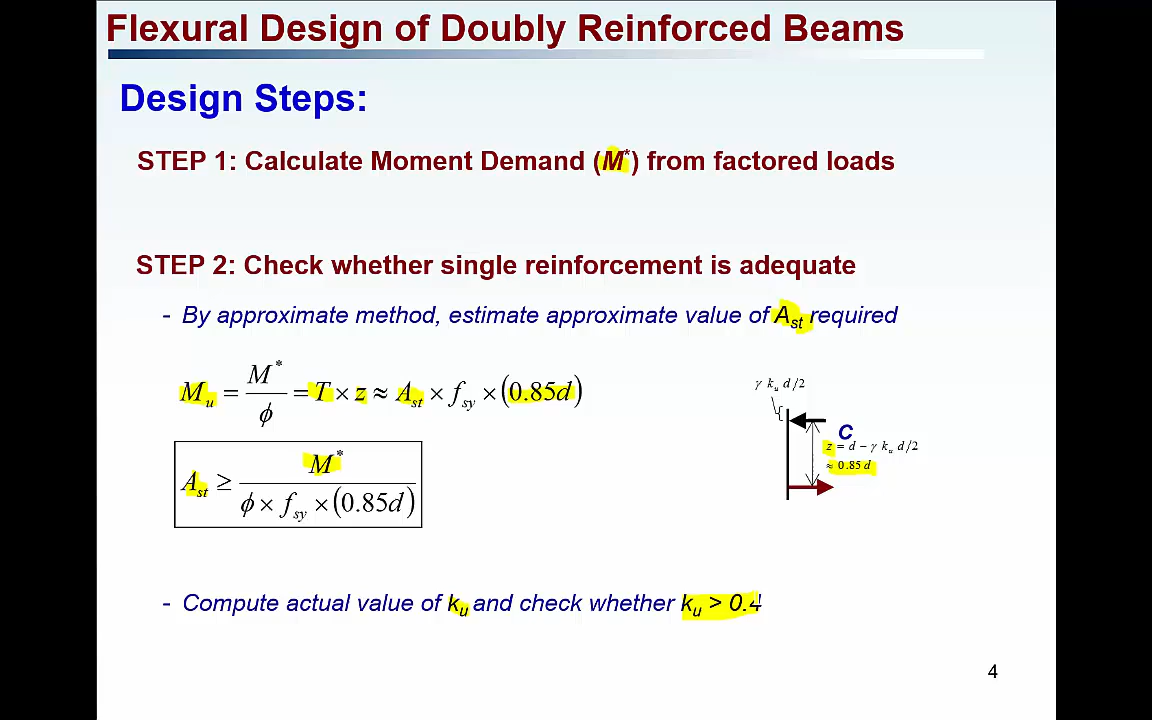 Flexural Design of Doubly Reinforced Beams
Design Steps:
STEP 1: Calculate Moment Demand (M*) from factored loads
STEP 2: Check whether single reinforcement is adequate
- By approximate method, estimate approximate value of Ast required
Mu = M* / ϕ = T × z ≈ Ast × fsy × (0.85d)
Ast ≥ M* / ϕ × fsy × (0.85d)
γ ku d/2
C
z = d − γ ku d/2
≈ 0.85 d
- Compute actual value of ku and check whether ku > 0.4
4